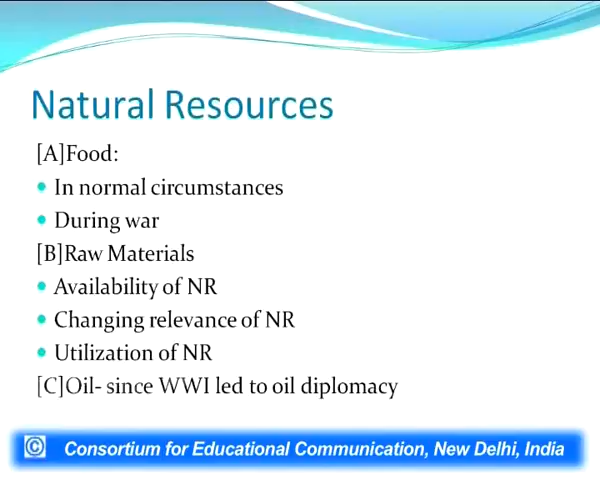 Natural Resources
[A]Food:
• In normal circumstances
• During war
[B]Raw Materials
• Availability of NR
• Changing relevance of NR
• Utilization of NR
[C]Oil- since WWI led to oil diplomacy
© Consortium for Educational Communication, New Delhi, India